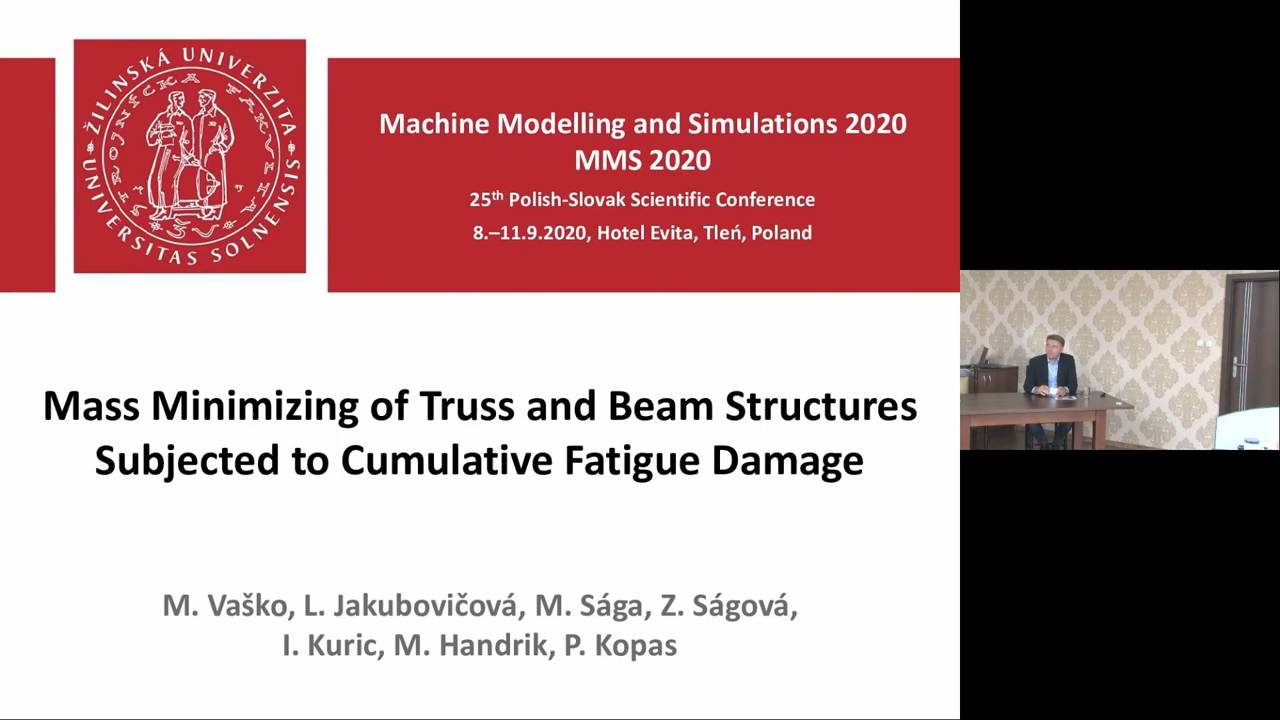 ŽILINSKÁ UNIVERZITA
STROJNÍCKA FAKULTA
UNIVERSITAS SOLNENSIS
Machine Modelling and Simulations 2020
MMS 2020
25th Polish-Slovak Scientific Conference
8.–11.9.2020, Hotel Evita, Tleń, Poland
Mass Minimizing of Truss and Beam Structures
Subjected to Cumulative Fatigue Damage
M. Vaško, L. Jakubovičová, M. Sága, Z. Ságová,
I. Kuric, M. Handrik, P. Kopas